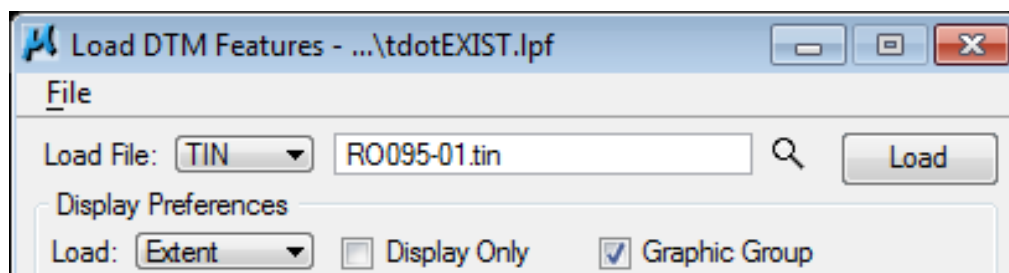 Load DTM Features - ...\tdotEXIST.lpf
File
Load File: TIN RO095-01.tin Load
Display Preferences
Load: Extent Display Only Graphic Group